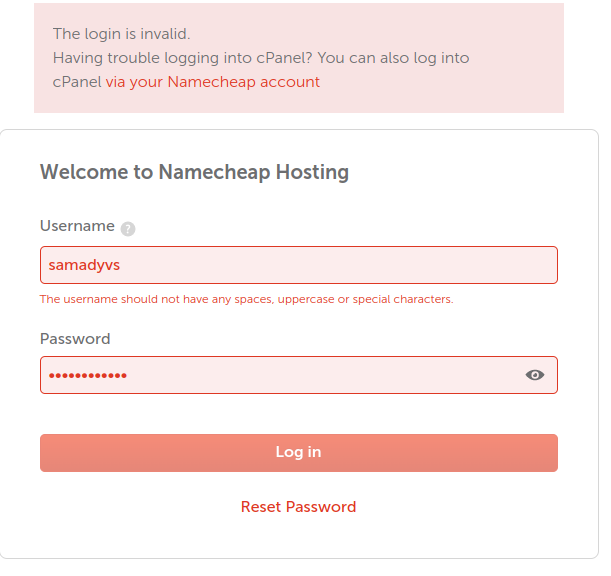 The login is invalid.
Having trouble logging into cPanel? You can also log into
cPanel via your Namecheap account
Welcome to Namecheap Hosting
Username ?
samadyvs
The username should not have any spaces, uppercase or special characters.
Password
••••••••••••
Log in
Reset Password